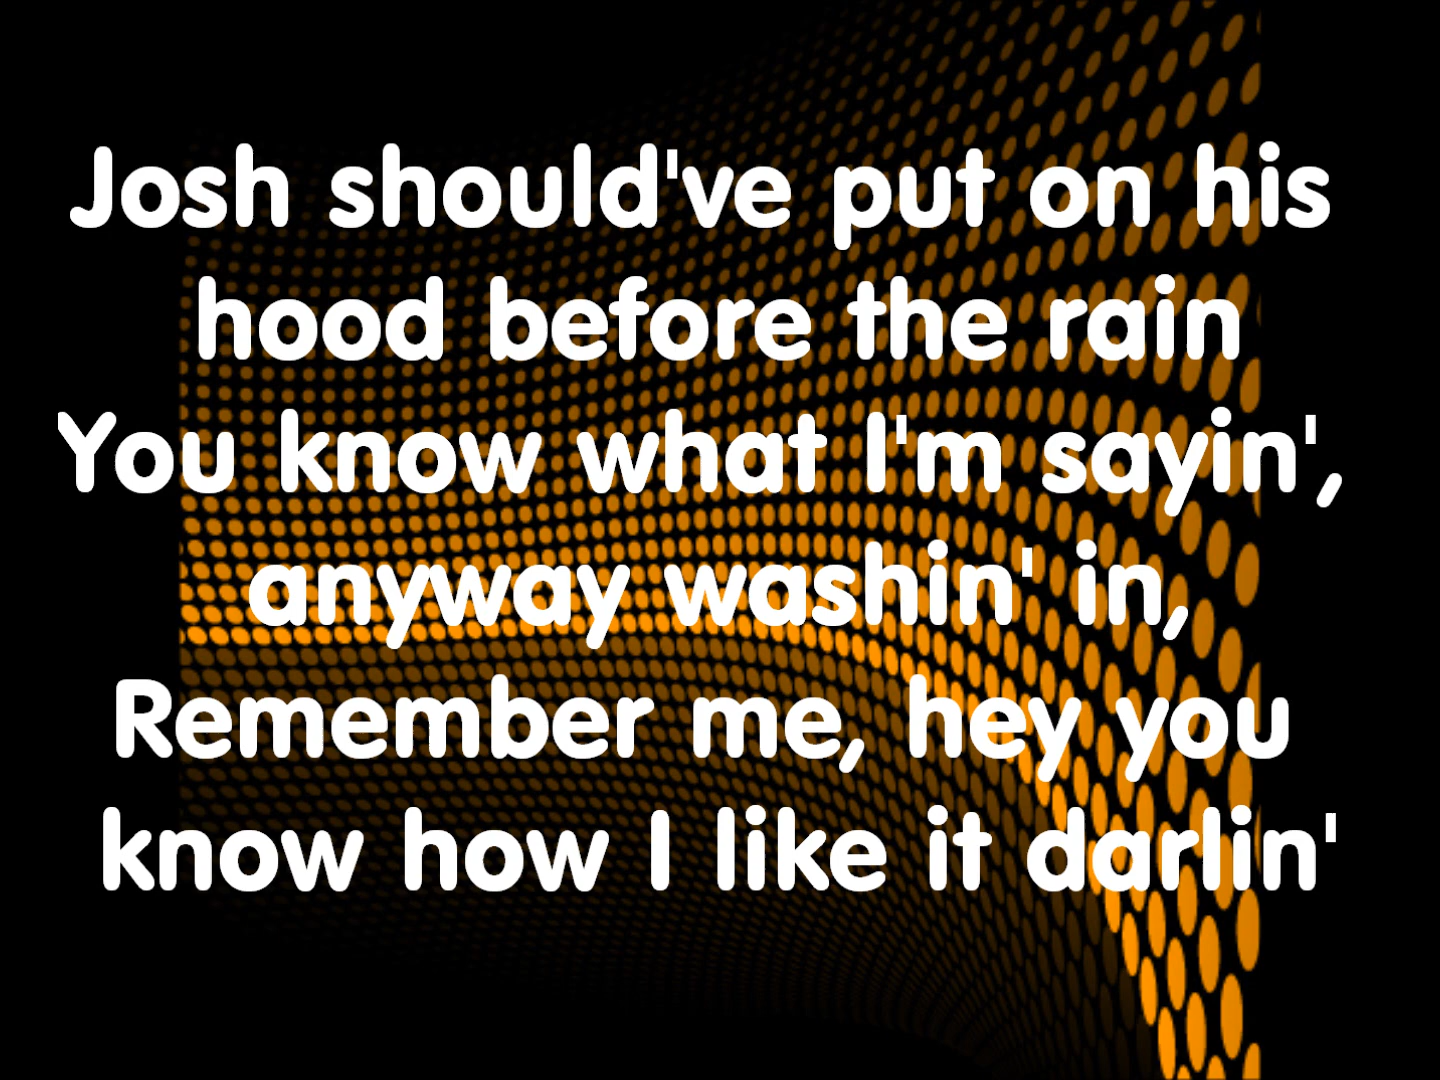 Josh should've put on his
hood before the rain
You know what I'm sayin',
anyway washin' in,
Remember me, hey you
know how I like it darlin'